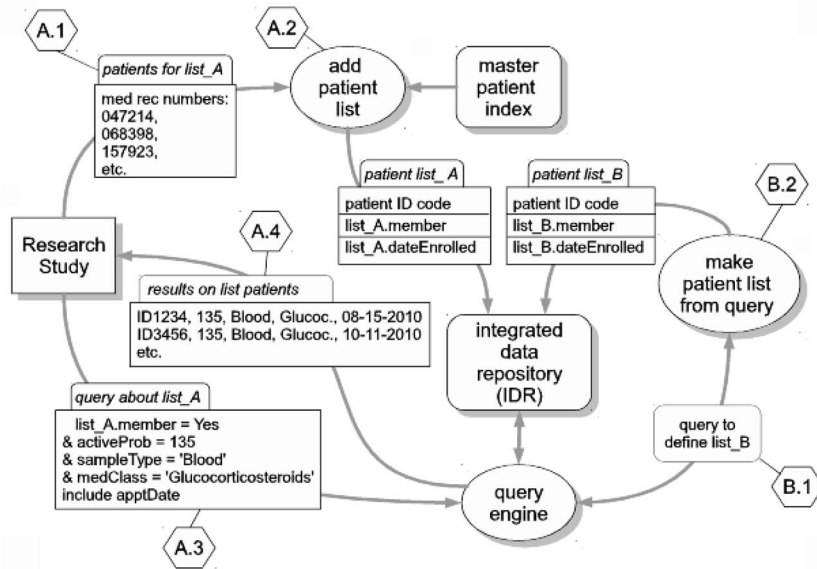 A.1
A.2
patients for list_A
med rec numbers:
047214,
068398,
157923,
etc.
add
patient
list
master
patient
index
patient list_ A
patient ID code
list_A.member
list_A.dateEnrolled
patient list_B
patient ID code
list_B.member
list_B.dateEnrolled
B.2
Research
Study
A.4
make
patient list
from query
results on list patients
ID1234, 135, Blood, Glucoc., 08-15-2010
ID3456, 135, Blood, Glucoc., 10-11-2010
etc.
integrated
data
repository
(IDR)
query about list_A
list_A.member = Yes
& activeProb = 135
& sampleType = 'Blood'
& medClass = 'Glucocorticosteroids'
include apptDate
query to
define list_B
B.1
query
engine
A.3